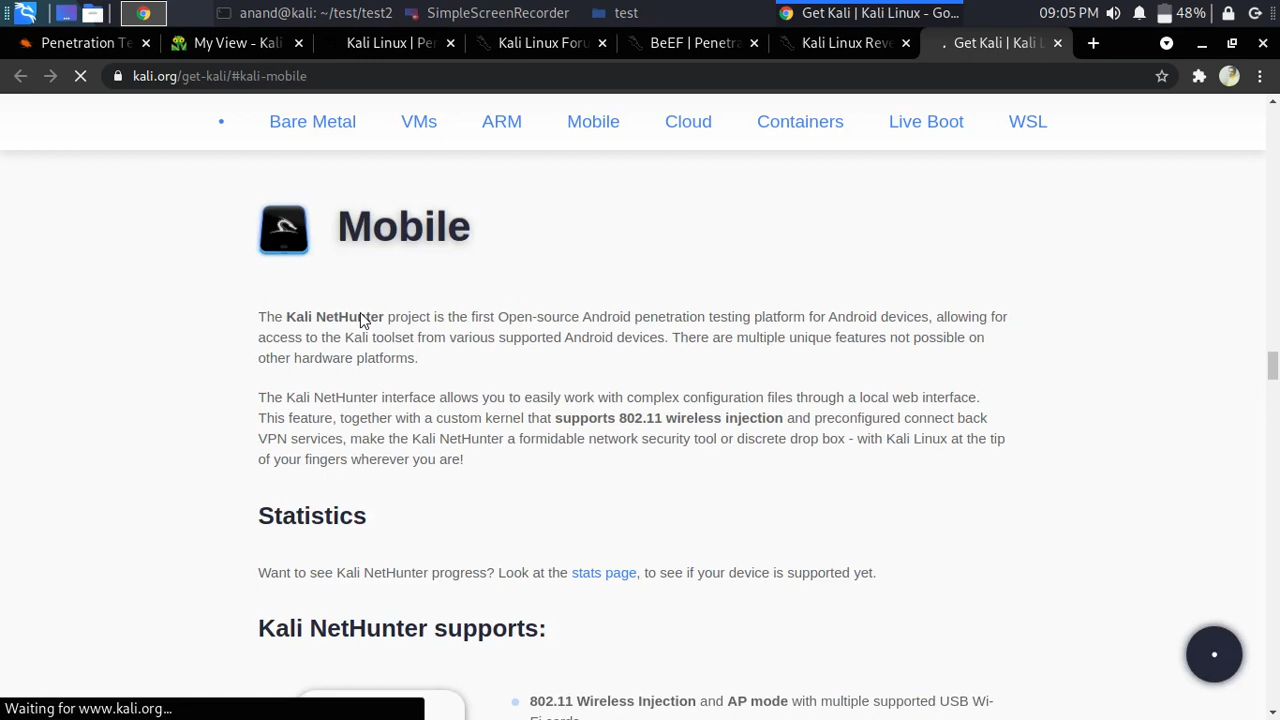 anand@kali: ~/test/test2
SimpleScreenRecorder
test
Get Kali | Kali Linux - Go...
09:05 PM
48%
Penetration Te
My View - Kali
Kali Linux | Per
Kali Linux Foru
BeEF | Penetra
Kali Linux Reve
Get Kali | Kali L
kali.org/get-kali/#kali-mobile
Bare Metal
VMs
ARM
Mobile
Cloud
Containers
Live Boot
WSL
Mobile
The Kali NetHunter project is the first Open-source Android penetration testing platform for Android devices, allowing for
access to the Kali toolset from various supported Android devices. There are multiple unique features not possible on
other hardware platforms.
The Kali NetHunter interface allows you to easily work with complex configuration files through a local web interface.
This feature, together with a custom kernel that supports 802.11 wireless injection and preconfigured connect back
VPN services, make the Kali NetHunter a formidable network security tool or discrete drop box - with Kali Linux at the tip
of your fingers wherever you are!
Statistics
Want to see Kali NetHunter progress? Look at the stats page, to see if your device is supported yet.
Kali NetHunter supports:
802.11 Wireless Injection and AP mode with multiple supported USB Wi-
Fi cards
Waiting for www.kali.org...